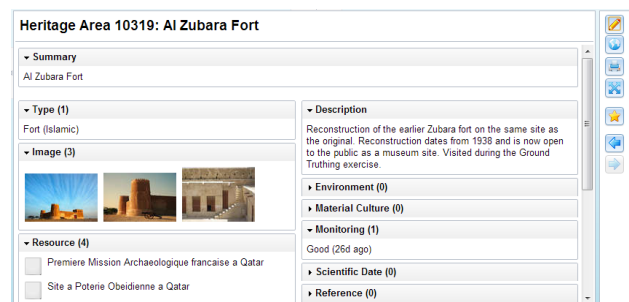 Heritage Area 10319: Al Zubara Fort
Summary
Al Zubara Fort
Type (1)
Fort (Islamic)
Image (3)
Resource (4)
Premiere Mission Archaeologique francaise a Qatar
Site a Poterie Obeidienne a Qatar
Description
Reconstruction of the earlier Zubara fort on the same site as
the original. Reconstruction dates from 1938 and is now open
to the public as a museum site. Visited during the Ground
Truthing exercise.
Environment (0)
Material Culture (0)
Monitoring (1)
Good (26d ago)
Scientific Date (0)
Reference (0)